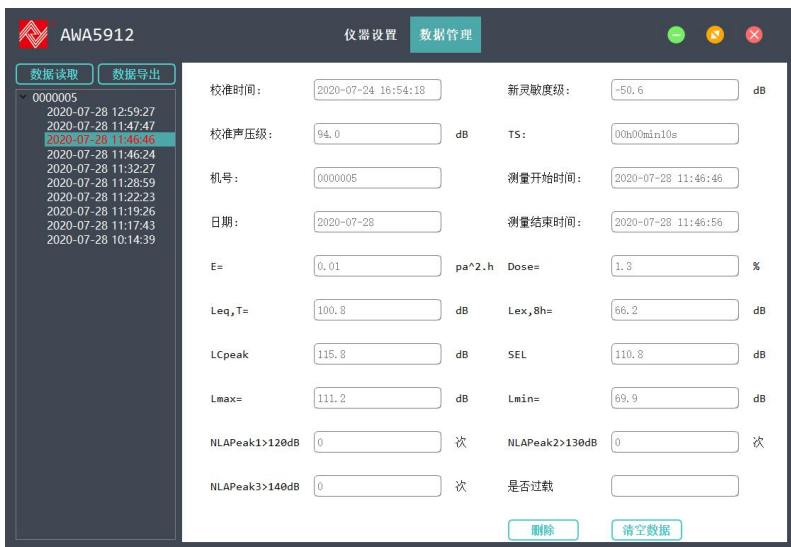 AWA5912 仪器设置 数据管理
数据读取 数据导出
0000005
2020-07-28 12:59:27
2020-07-28 11:47:47
2020-07-28 11:46:46
2020-07-28 11:46:24
2020-07-28 11:32:27
2020-07-28 11:28:59
2020-07-28 11:22:23
2020-07-28 11:19:26
2020-07-28 11:17:43
2020-07-28 10:14:39
校准时间: 2020-07-24 16:54:18 新灵敏度级: -50.6 dB
校准声压级: 94.0 dB TS: 00h00min10s
机号: 0000005 测量开始时间: 2020-07-28 11:46:46
日期: 2020-07-28 测量结束时间: 2020-07-28 11:46:56
E= 0.01 pa^2.h Dose= 1.3 %
Leq,T= 100.8 dB Lex,8h= 66.2 dB
LCpeak 115.8 dB SEL 110.8 dB
Lmax= 111.2 dB Lmin= 69.9 dB
NLAPeak1>120dB 0 次 NLAPeak2>130dB 0 次
NLAPeak3>140dB 0 次 是否过载
删除 清空数据